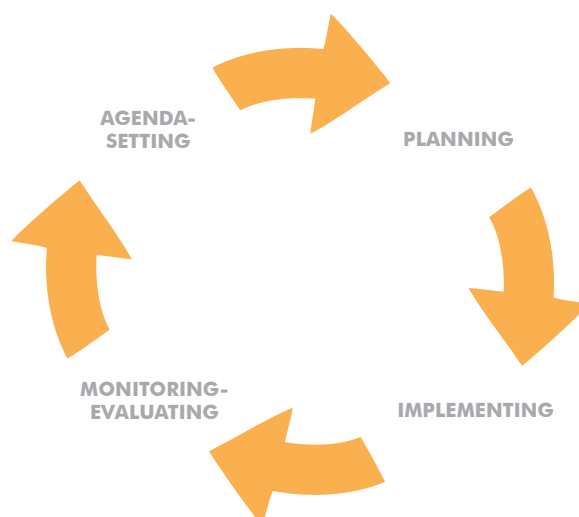 AGENDA-
SETTING
PLANNING
MONITORING-
EVALUATING
IMPLEMENTING